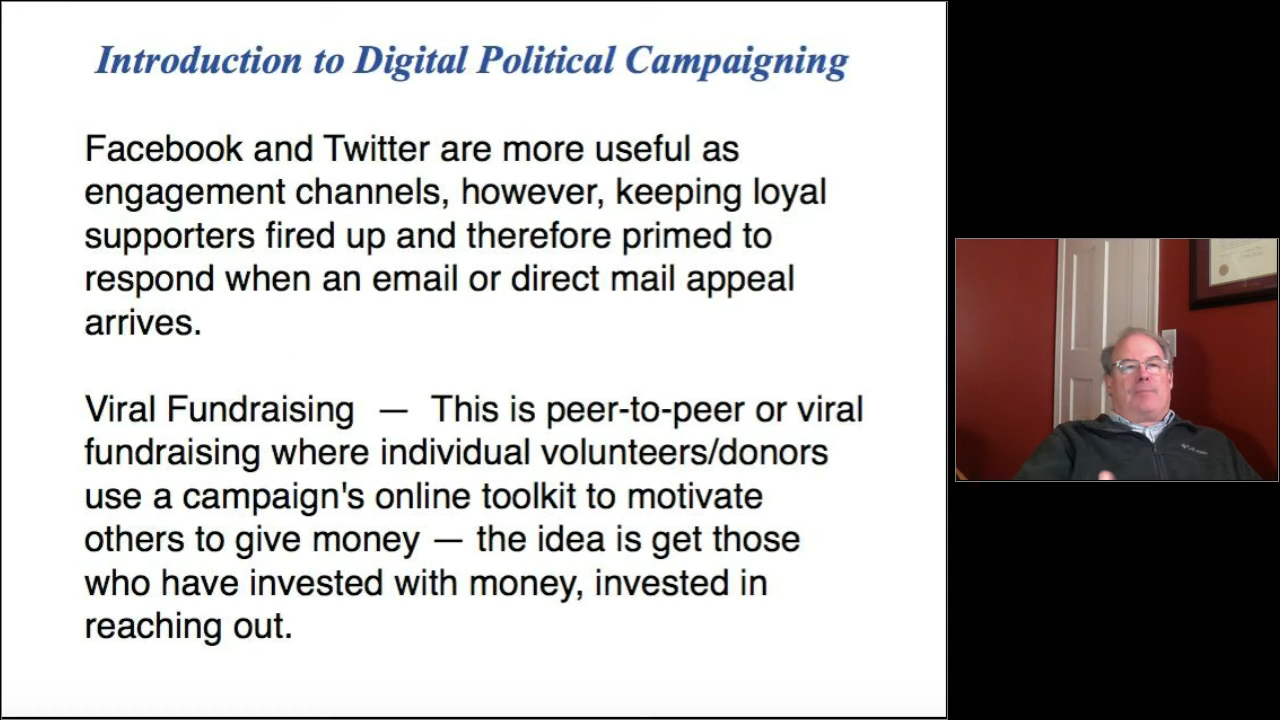 Introduction to Digital Political Campaigning
Facebook and Twitter are more useful as
engagement channels, however, keeping loyal
supporters fired up and therefore primed to
respond when an email or direct mail appeal
arrives.
Viral Fundraising — This is peer-to-peer or viral
fundraising where individual volunteers/donors
use a campaign's online toolkit to motivate
others to give money — the idea is get those
who have invested with money, invested in
reaching out.